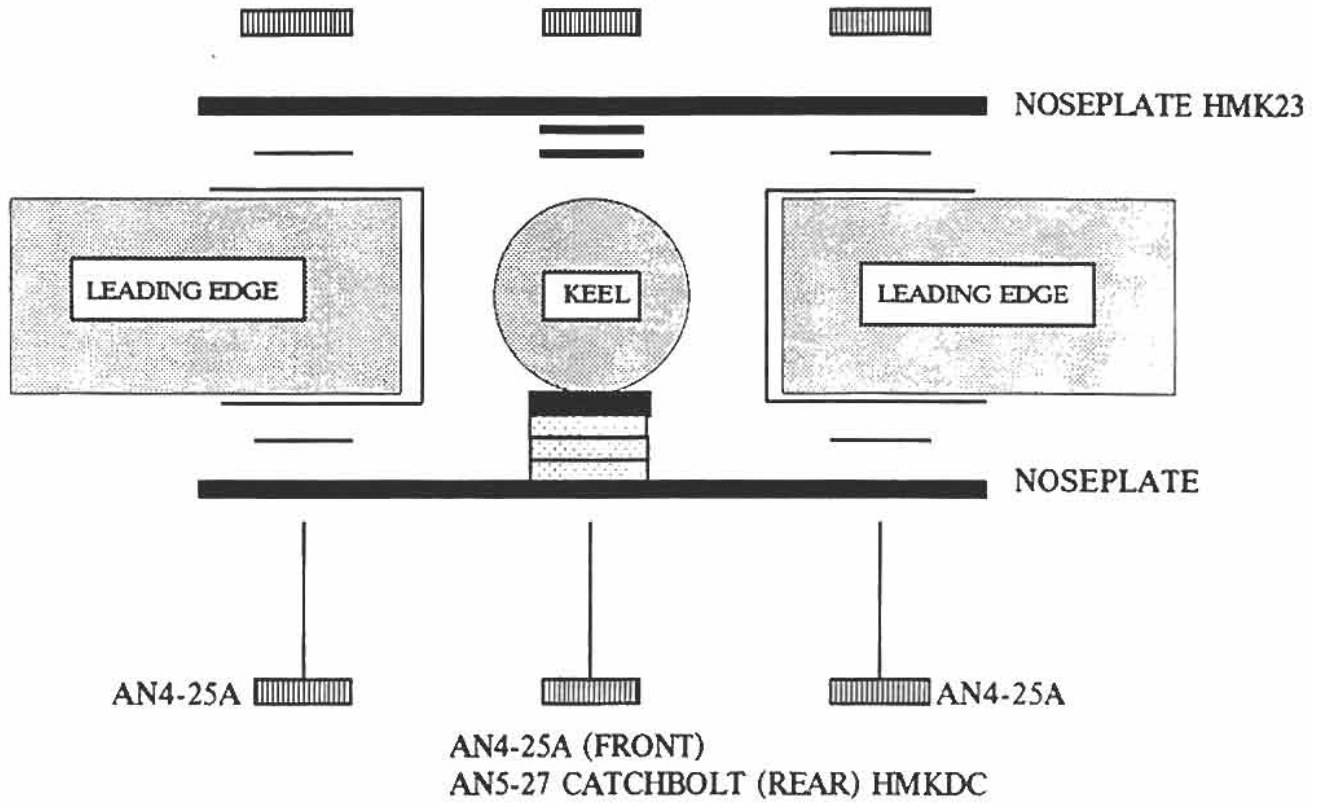 NOSEPLATE HMK23
LEADING EDGE
KEEL
LEADING EDGE
NOSEPLATE
AN4-25A
AN4-25A
AN4-25A (FRONT)
AN5-27 CATCHBOLT (REAR) HMKDC